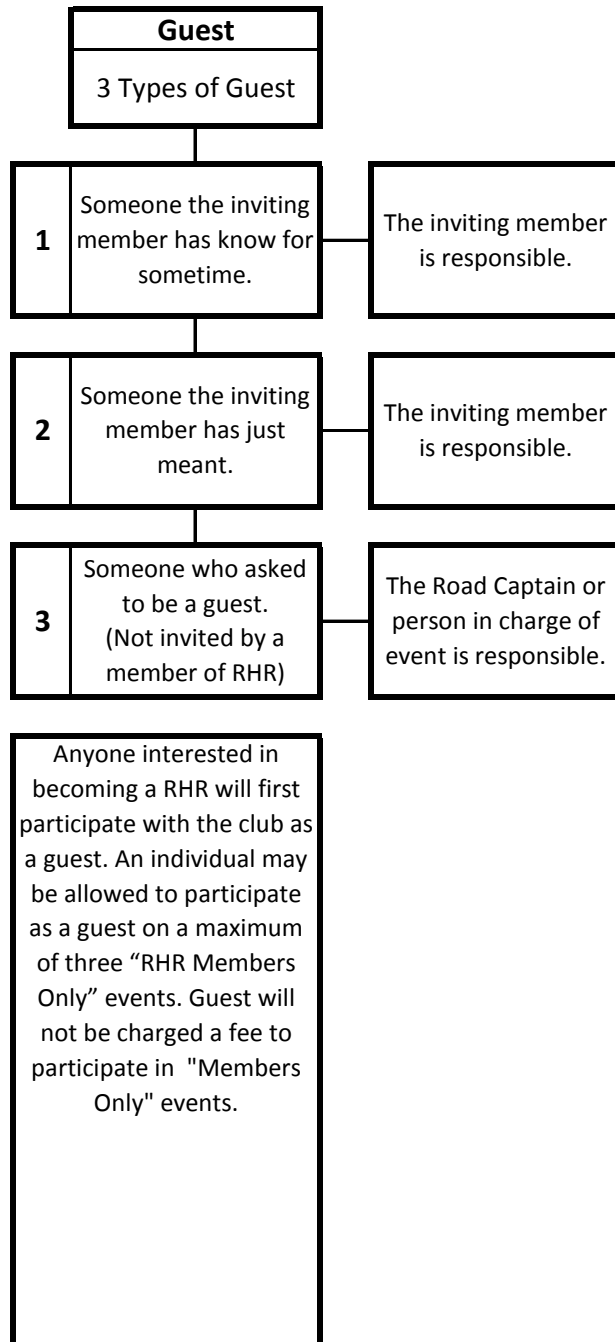 Guest
3 Types of Guest
1
Someone the inviting
member has know for
sometime.
The inviting member
is responsible.
2
Someone the inviting
member has just
meant.
The inviting member
is responsible.
3
Someone who asked
to be a guest.
(Not invited by a
member of RHR)
The Road Captain or
person in charge of
event is responsible.
Anyone interested in
becoming a RHR will first
participate with the club as
a guest. An individual may
be allowed to participate
as a guest on a maximum
of three “RHR Members
Only” events. Guest will
not be charged a fee to
participate in "Members
Only" events.